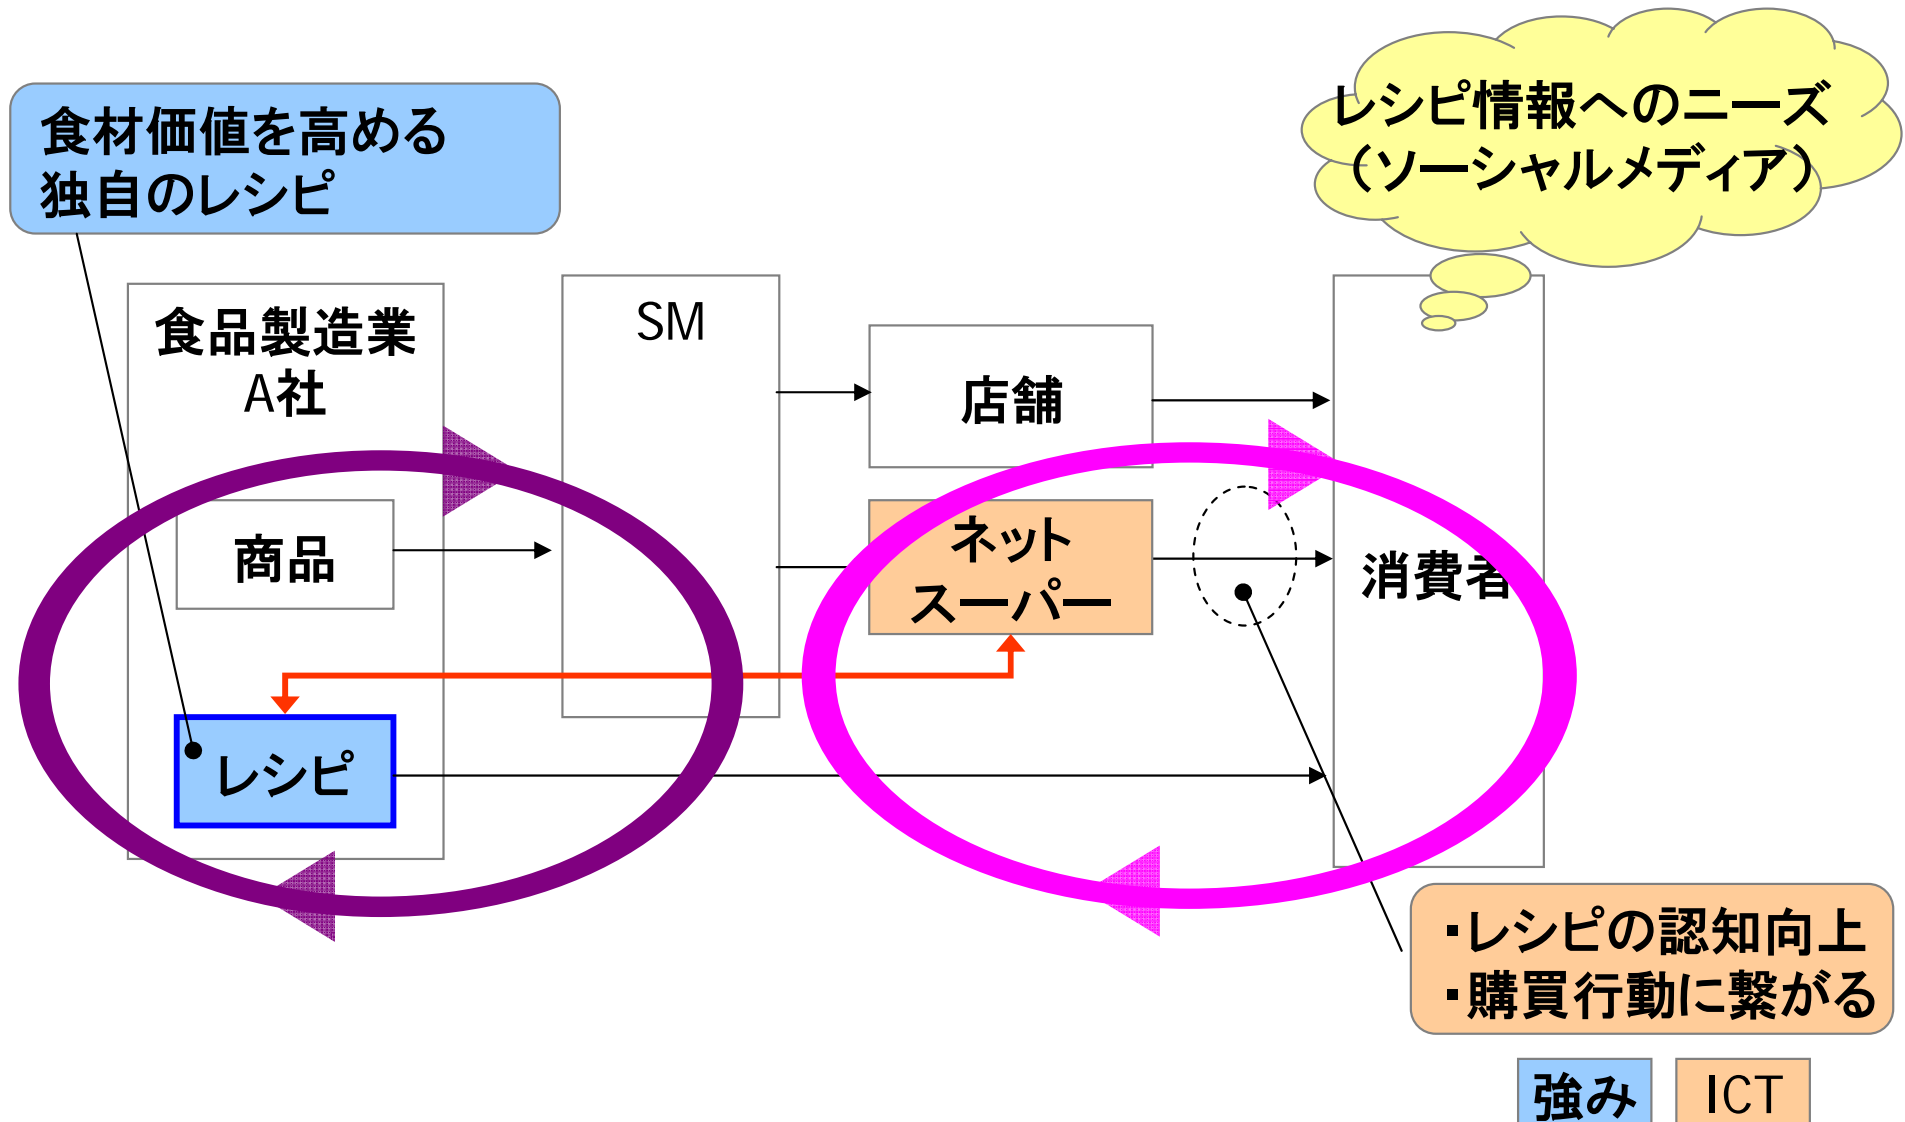 食材価値を高める
独自のレシピ
レシピ情報へのニーズ
（ソーシャルメディア）
食品製造業
A社
SM
店舗
商品
ネット
スーパー
消費者
レシピ
・レシピの認知向上
・購買行動に繋がる
強み
ICT